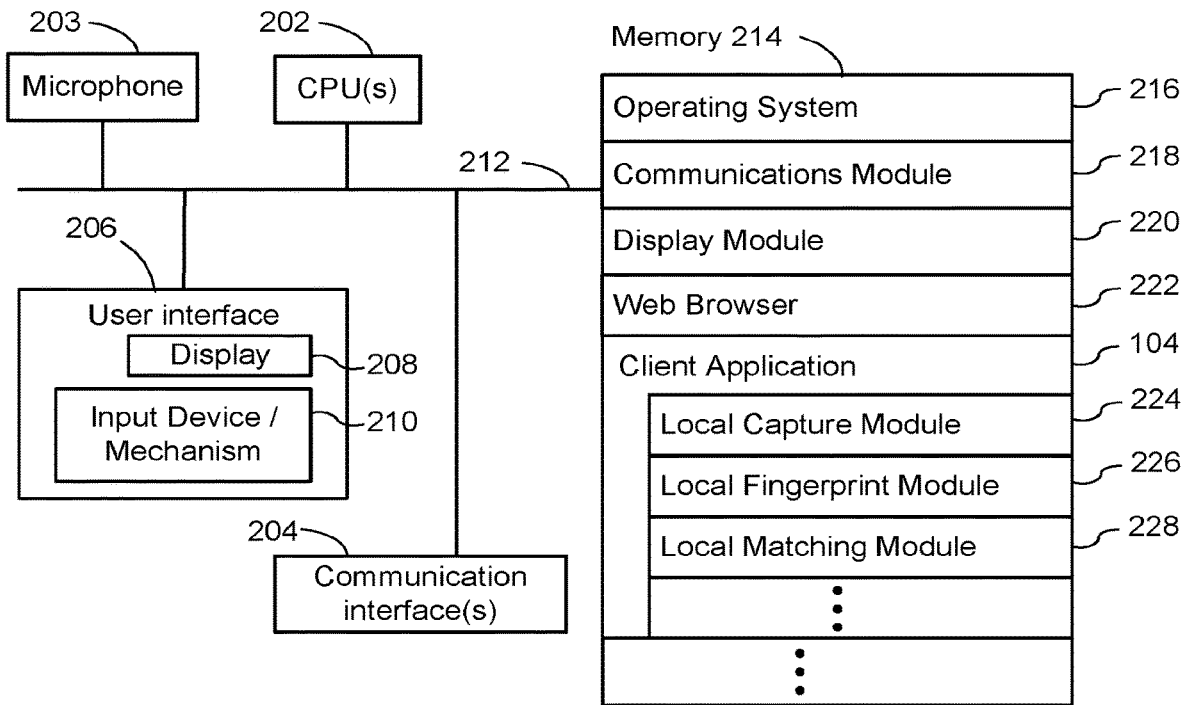 203
Microphone
202
CPU(s)
212
206
User interface
Display
208
Input Device /
Mechanism
210
204
Communication
interface(s)
Memory 214
Operating System
216
Communications Module
218
Display Module
220
Web Browser
222
Client Application
104
Local Capture Module
224
Local Fingerprint Module
226
Local Matching Module
228